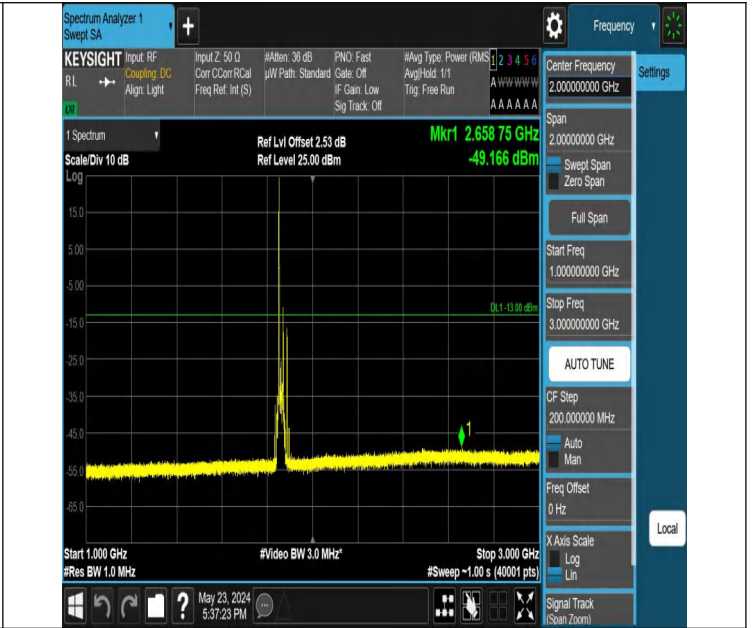 Spectrum Analyzer 1
Swept SA
+
Frequency
KEYSIGHT
RL
Input: RF
Coupling: DC
Align: Light
Input Z: 50 Ω
Corr CCorr RCal
Freq Ref: Int (S)
#Atten: 36 dB
µW Path: Standard
PNO: Fast
Gate: Off
IF Gain: Low
Sig Track: Off
#Avg Type: Power (RMS
Avg|Hold: 1/1
Trig: Free Run
1 2 3 4 5 6
A W W W W W
A A A A A A
1 Spectrum
Scale/Div 10 dB
Log
Ref Lvl Offset 2.53 dB
Ref Level 25.00 dBm
Mkr1 2.658 75 GHz
-49.166 dBm
15.0
5.00
-5.00
DL1 -13.00 dBm
-15.0
-25.0
-35.0
-45.0
1
-55.0
-65.0
Start 1.000 GHz
#Res BW 1.0 MHz
#Video BW 3.0 MHz*
Stop 3.000 GHz
#Sweep ~1.00 s (40001 pts)
?
May 23, 2024
5:37:23 PM
Center Frequency
2.000000000 GHz
Settings
Span
2.00000000 GHz
Swept Span
Zero Span
Full Span
Start Freq
1.000000000 GHz
Stop Freq
3.000000000 GHz
AUTO TUNE
CF Step
200.000000 MHz
Auto
Man
Freq Offset
0 Hz
X Axis Scale
Log
Lin
Local
Signal Track
(Span Zoom)